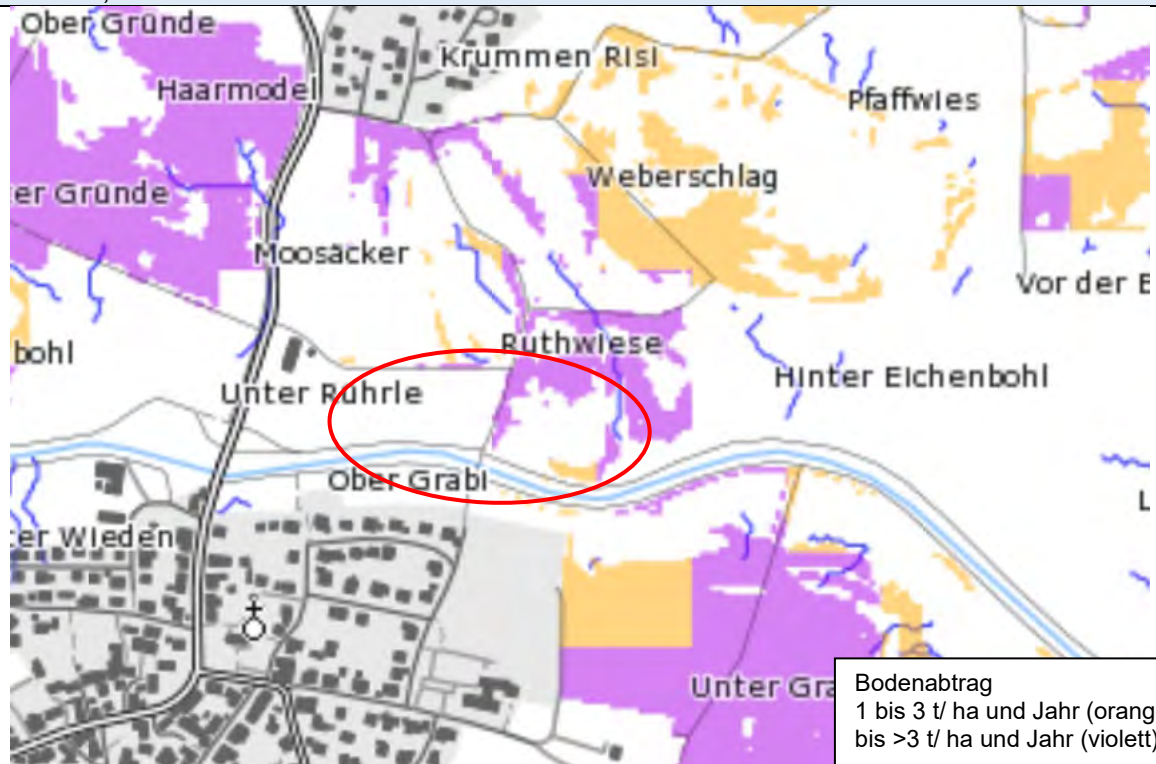 Ober Gründe
Krummen Risi
Haarmodel
Pfaffwies
Weberschlag
er Gründe
Moosäcker
Vor der E
Ruthwiese
bohl
Hinter Eichenbohl
Unter Rührle
Ober Grabi
L
er Wieden
Unter Gra
Bodenabtrag
1 bis 3 t/ ha und Jahr (orang
bis >3 t/ ha und Jahr (violett)